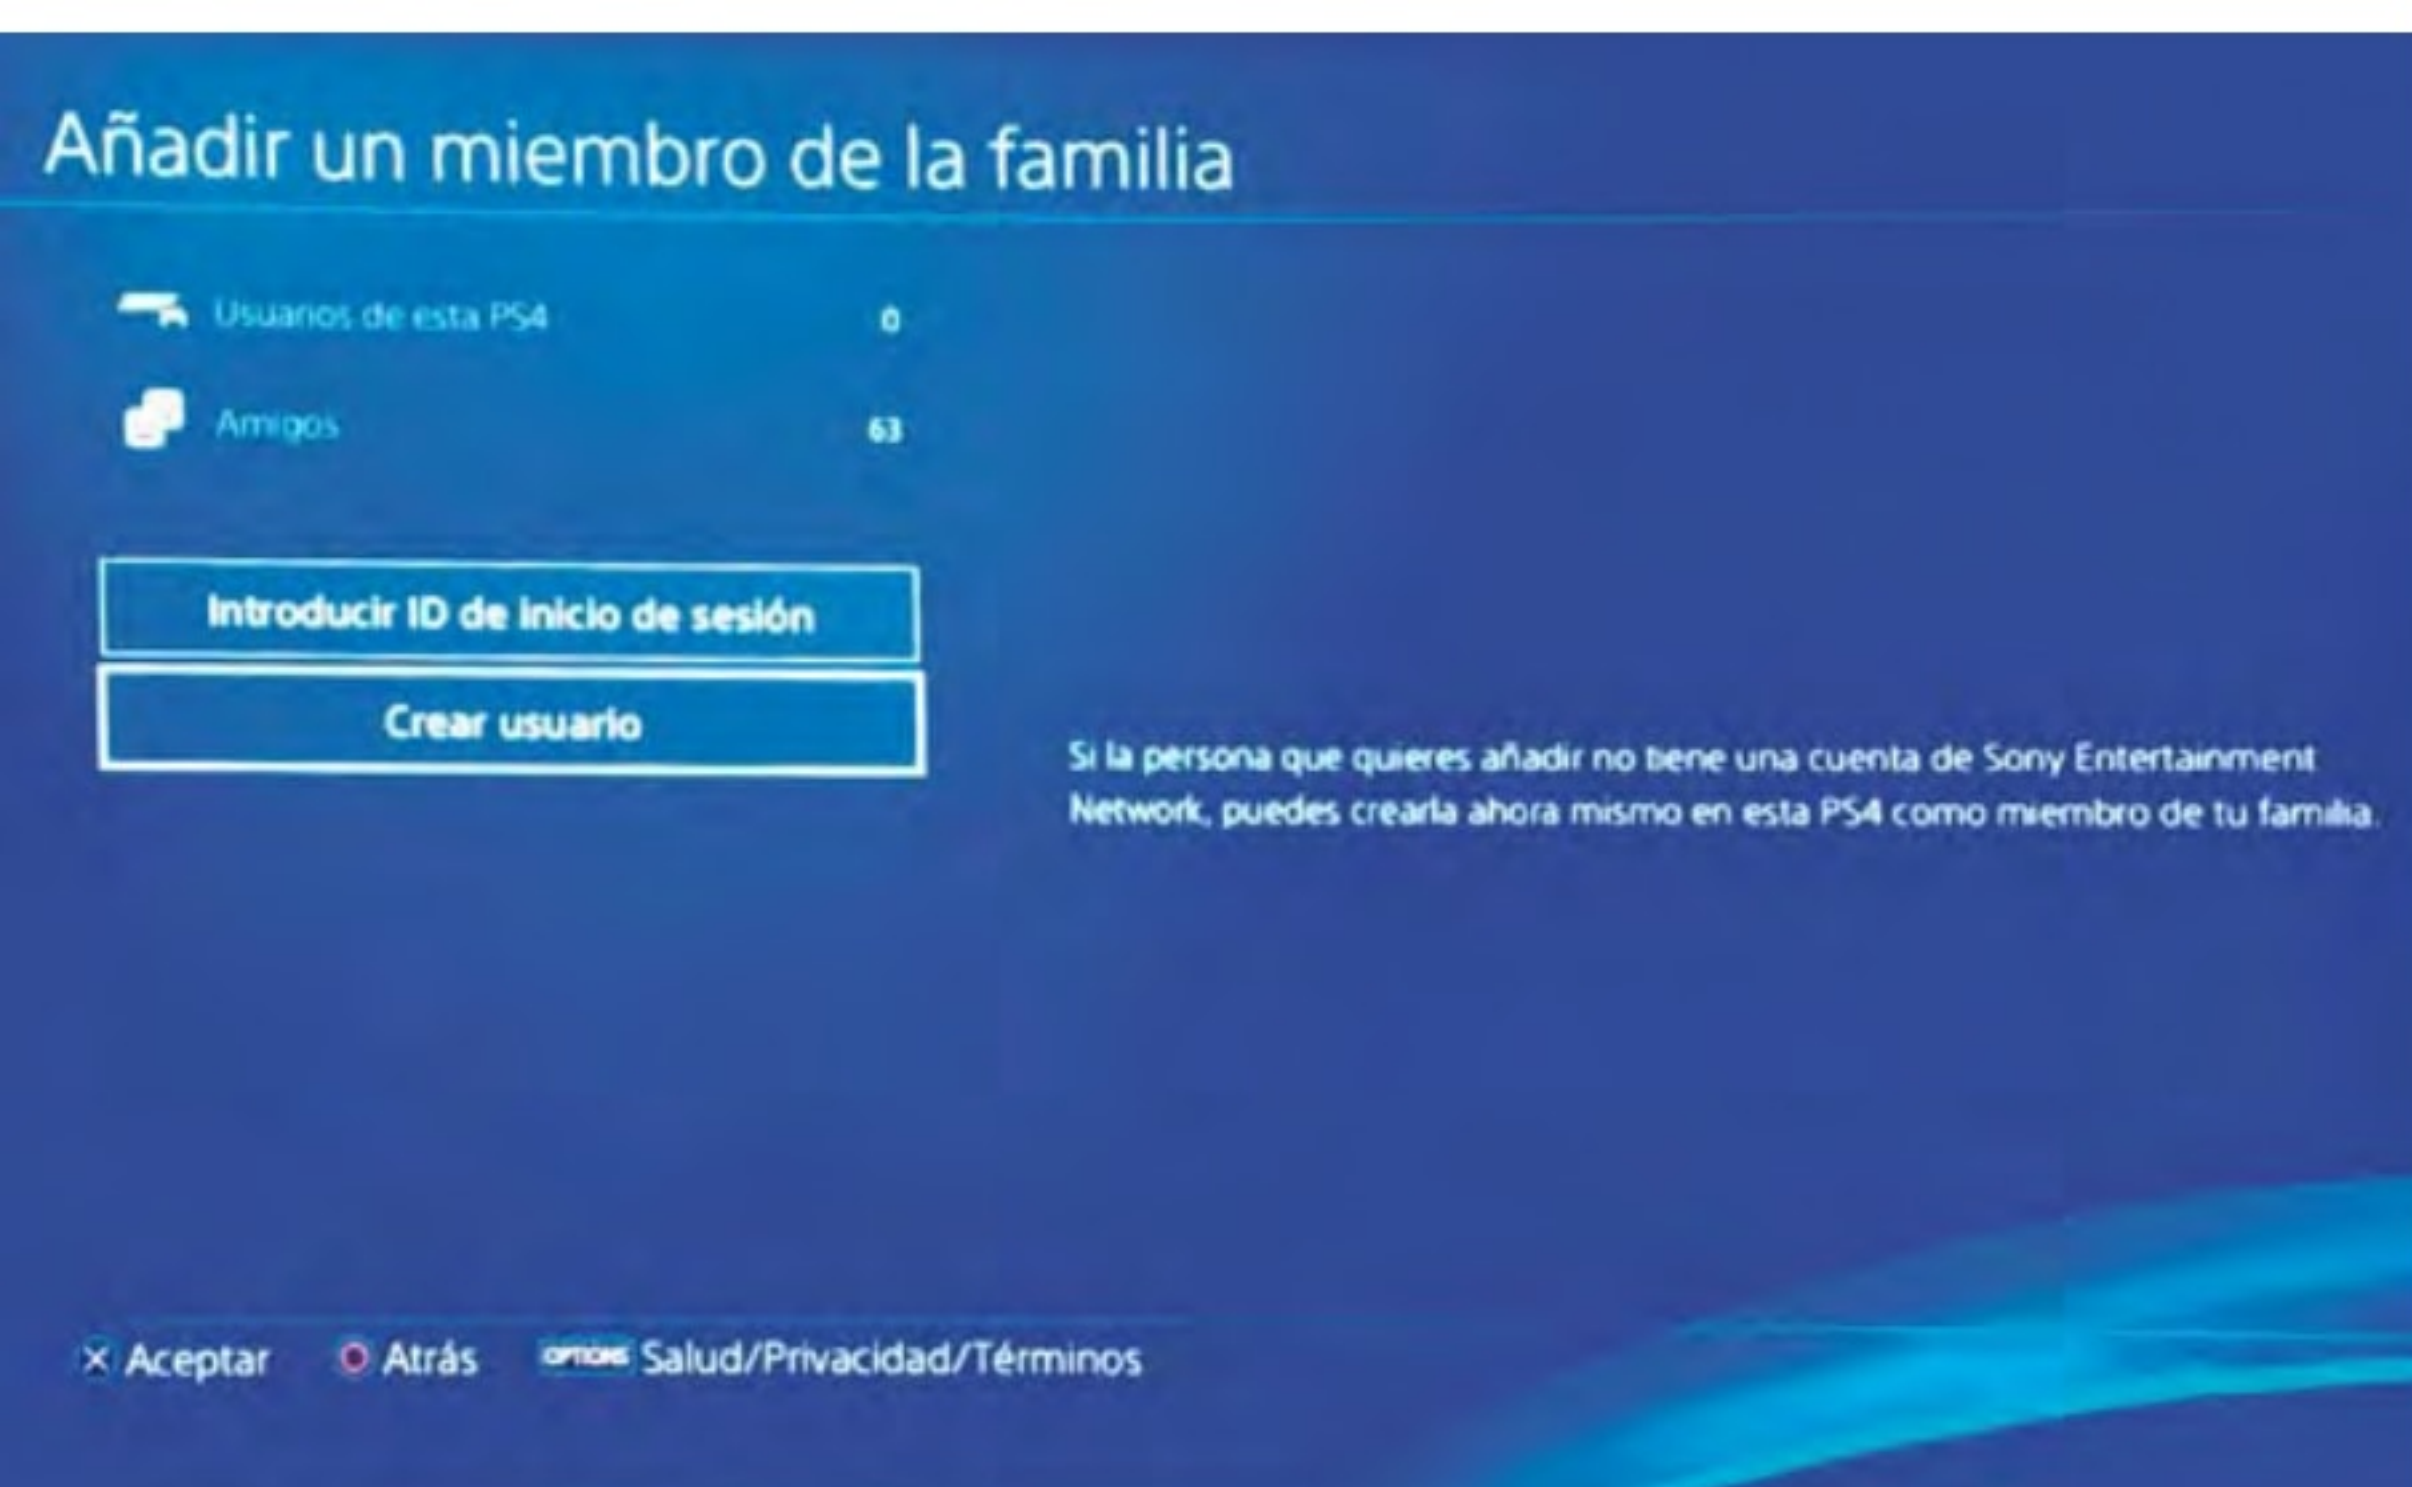 Añadir un miembro de la familia
Usuarios de esta PS4 0
Amigos 63
Introducir ID de inicio de sesión
Crear usuario
Si la persona que quieres añadir no tiene una cuenta de Sony Entertainment
Network, puedes crearla ahora mismo en esta PS4 como miembro de tu familia.
Aceptar Atrás OPTIONS Salud/Privacidad/Términos